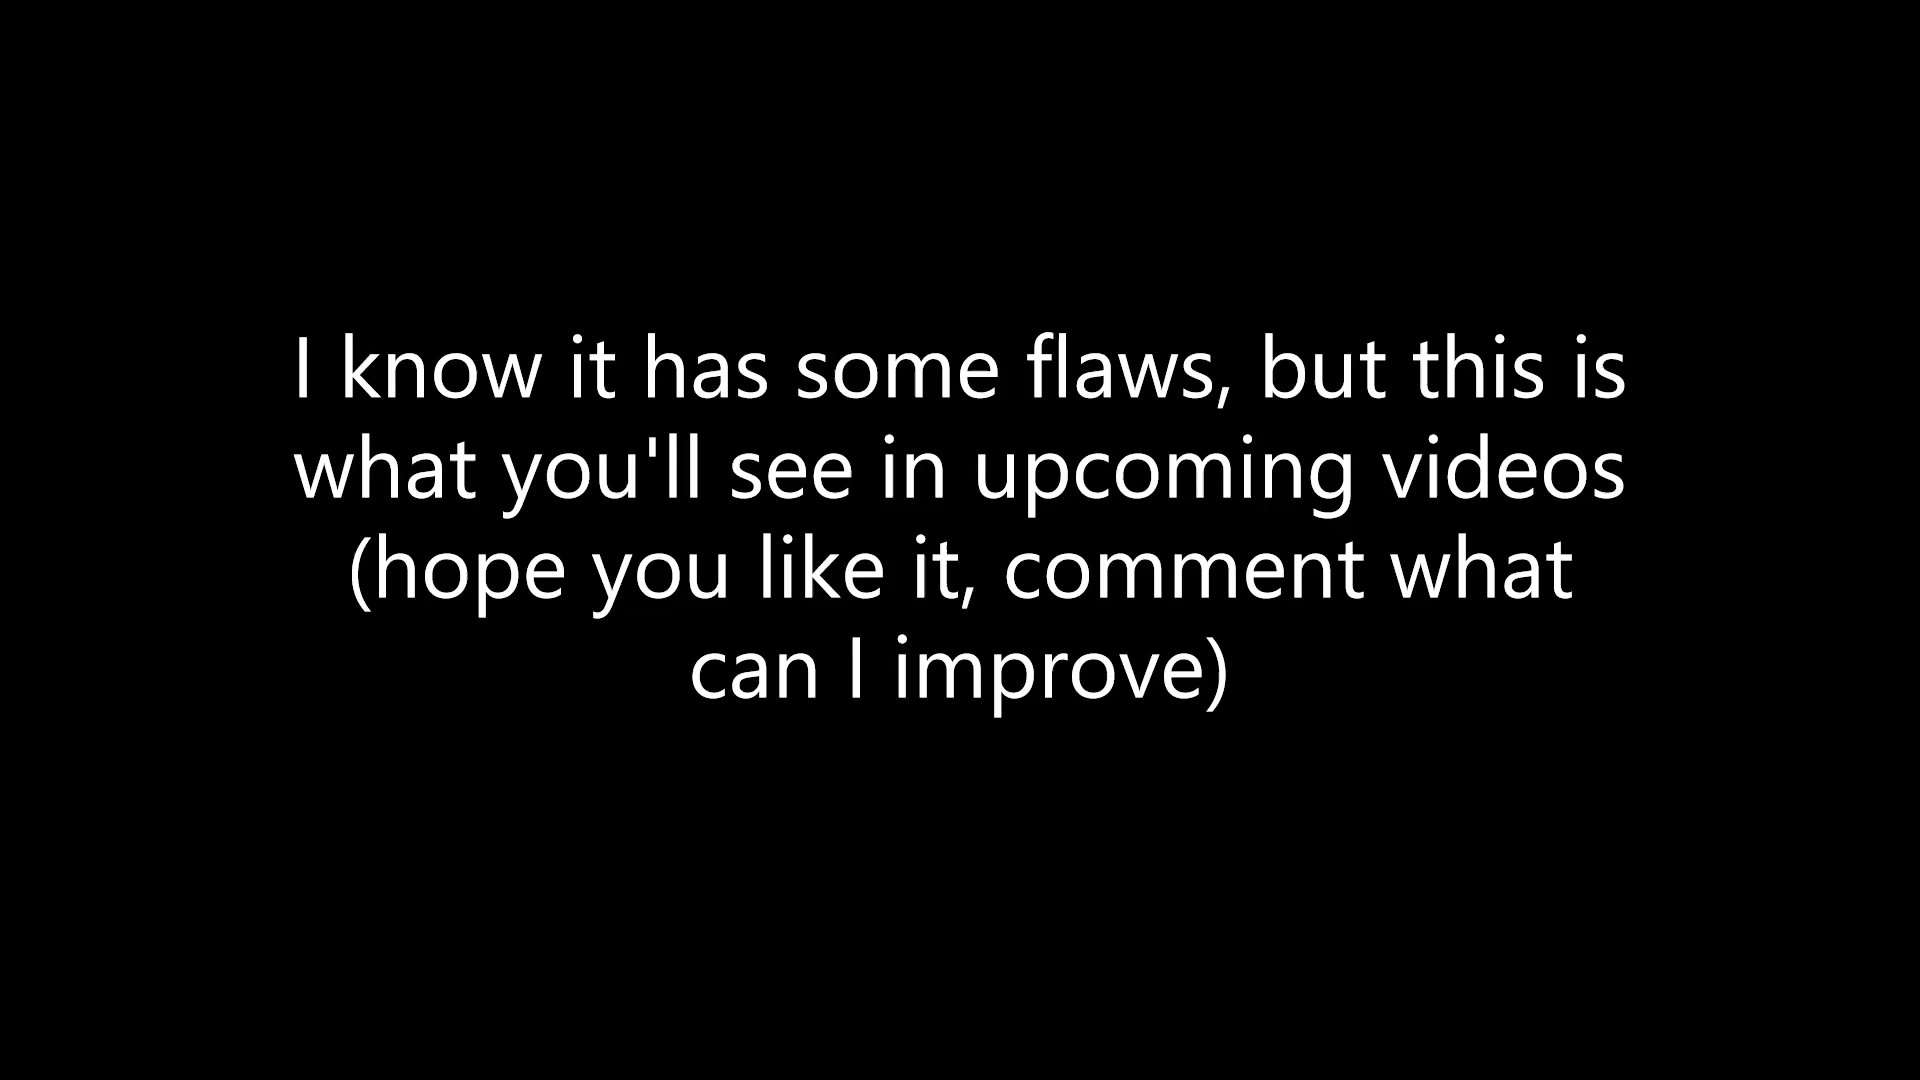 I know it has some flaws, but this is
what you'll see in upcoming videos
(hope you like it, comment what
can I improve)